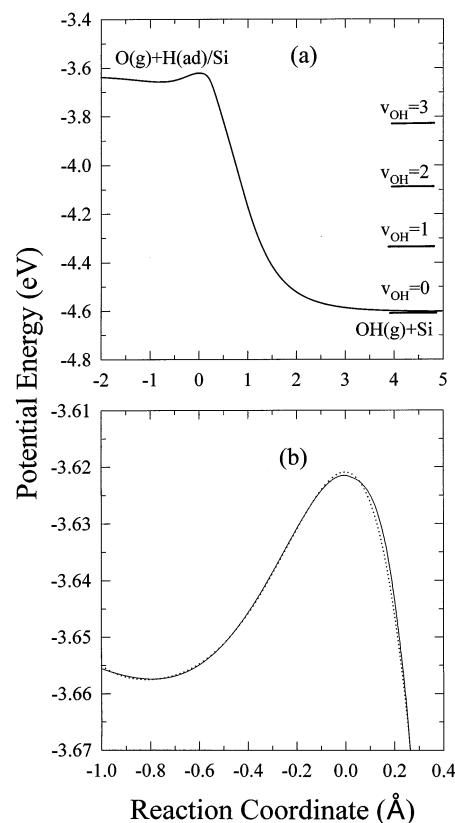 -3.4
O(g)+H(ad)/Si
(a)
-3.6
v_OH=3
-3.8
v_OH=2
-4.0
v_OH=1
-4.2
-4.4
v_OH=0
-4.6
OH(g)+Si
-4.8
-2 -1 0 1 2 3 4 5
Potential Energy (eV)
-3.61
(b)
-3.62
-3.63
-3.64
-3.65
-3.66
-3.67
-1.0 -0.8 -0.6 -0.4 -0.2 0.0 0.2 0.4
Reaction Coordinate (Å)